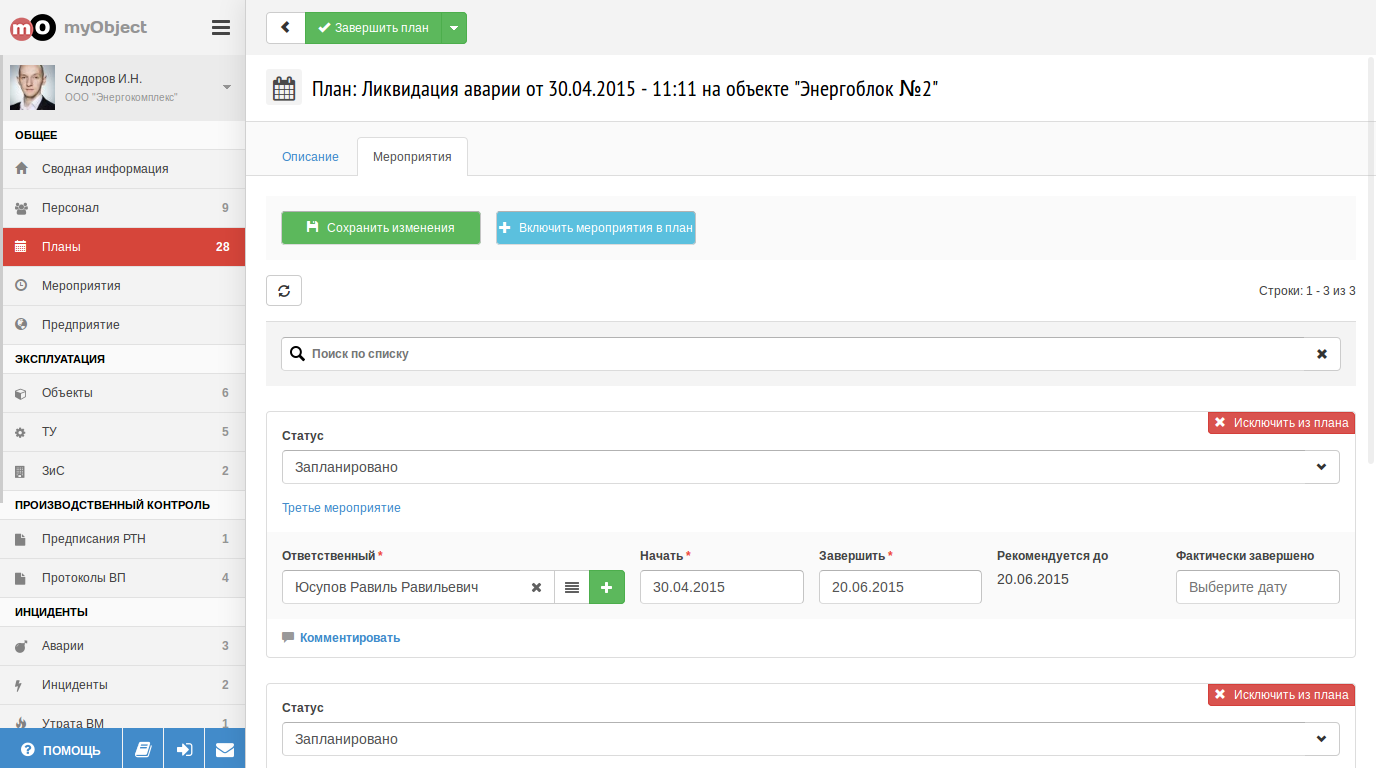 mo myObject
Сидоров И.Н.
ООО "Энергокомплекс"
ОБЩЕЕ
Сводная информация
Персонал 9
Планы 28
Мероприятия
Предприятие
ЭКСПЛУАТАЦИЯ
Объекты 6
ТУ 5
ЗиС 2
ПРОИЗВОДСТВЕННЫЙ КОНТРОЛЬ
Предписания РТН 1
Протоколы ВП 4
ИНЦИДЕНТЫ
Аварии 3
Инциденты 2
Утрата ВМ 1
ПОМОЩЬ
Завершить план
План: Ликвидация аварии от 30.04.2015 - 11:11 на объекте "Энергоблок №2"
Описание Мероприятия
Сохранить изменения Включить мероприятия в план
Строки: 1 - 3 из 3
Поиск по списку
Исключить из плана
Статус
Запланировано
Третье мероприятие
Ответственный * Начать * Завершить * Рекомендуется до Фактически завершено
Юсупов Равиль Равильевич 30.04.2015 20.06.2015 20.06.2015 Выберите дату
Комментировать
Исключить из плана
Статус
Запланировано